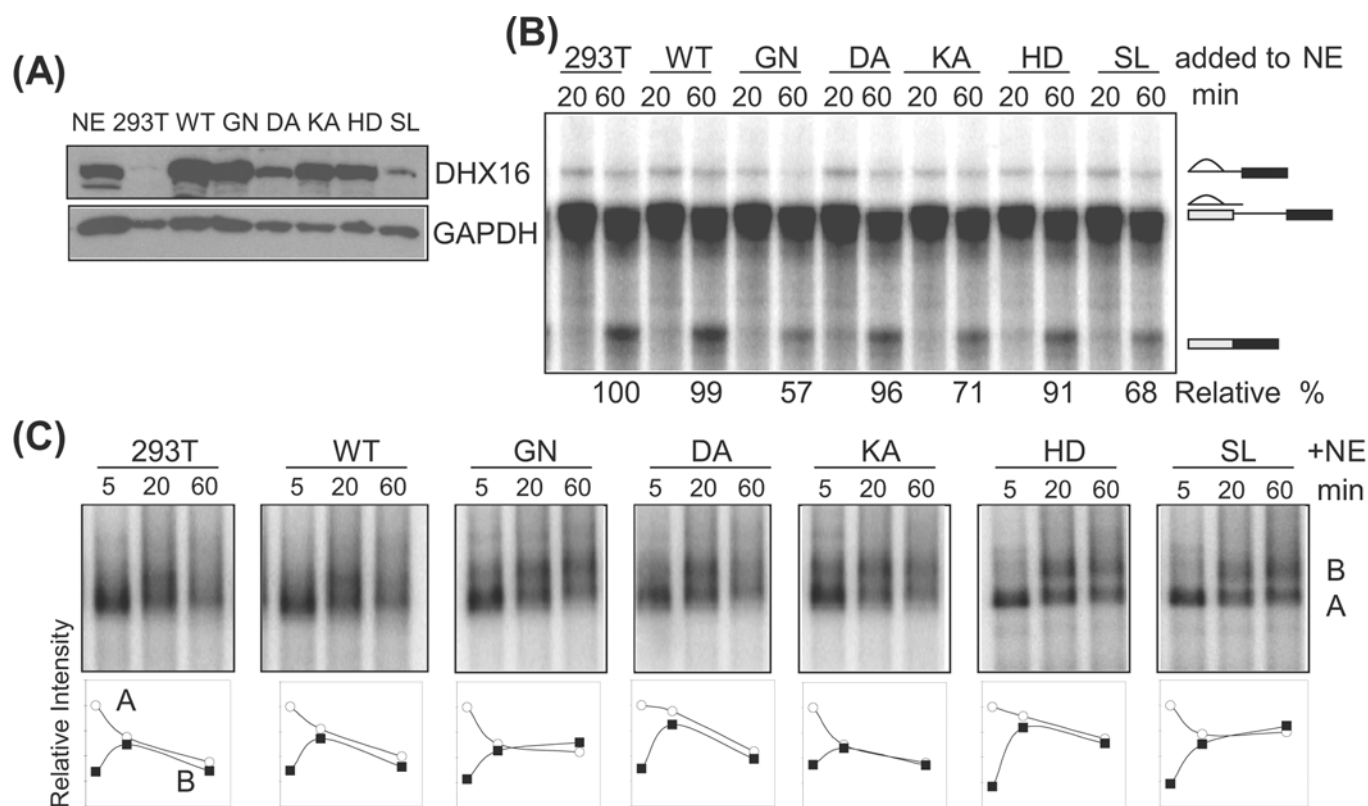 (A)
NE 293T WT GN DA KA HD SL
DHX16
GAPDH
(B)
293T WT GN DA KA HD SL added to NE
20 60 20 60 20 60 20 60 20 60 20 60 20 60 min
100 99 57 96 71 91 68 Relative %
(C)
293T WT GN DA KA HD SL +NE
5 20 60 5 20 60 5 20 60 5 20 60 5 20 60 5 20 60 5 20 60 min
B
A
Relative Intensity
A
B